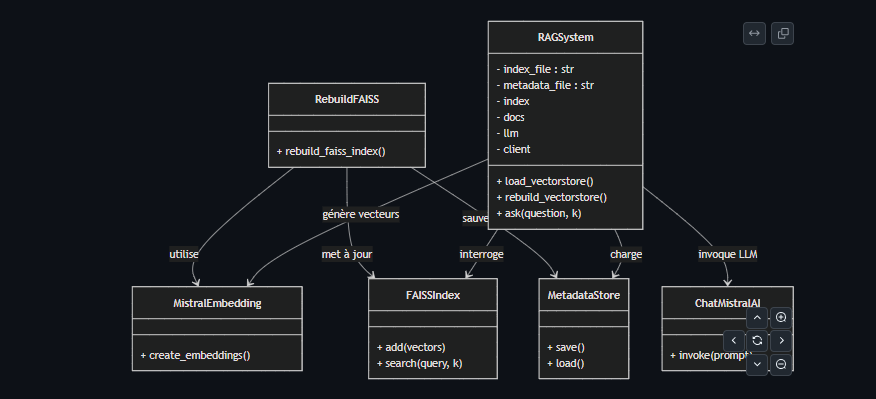 RAGSystem
- index_file : str
- metadata_file : str
- index
- docs
- llm
- client
+ load_vectorstore()
+ rebuild_vectorstore()
+ ask(question, k)
RebuildFAISS
+ rebuild_faiss_index()
génère vecteurs
sauve
utilise
met à jour
interroge
charge
invoque LLM
MistralEmbedding
+ create_embeddings()
FAISSIndex
+ add(vectors)
+ search(query, k)
MetadataStore
+ save()
+ load()
ChatMistralAI
+ invoke(prompt)